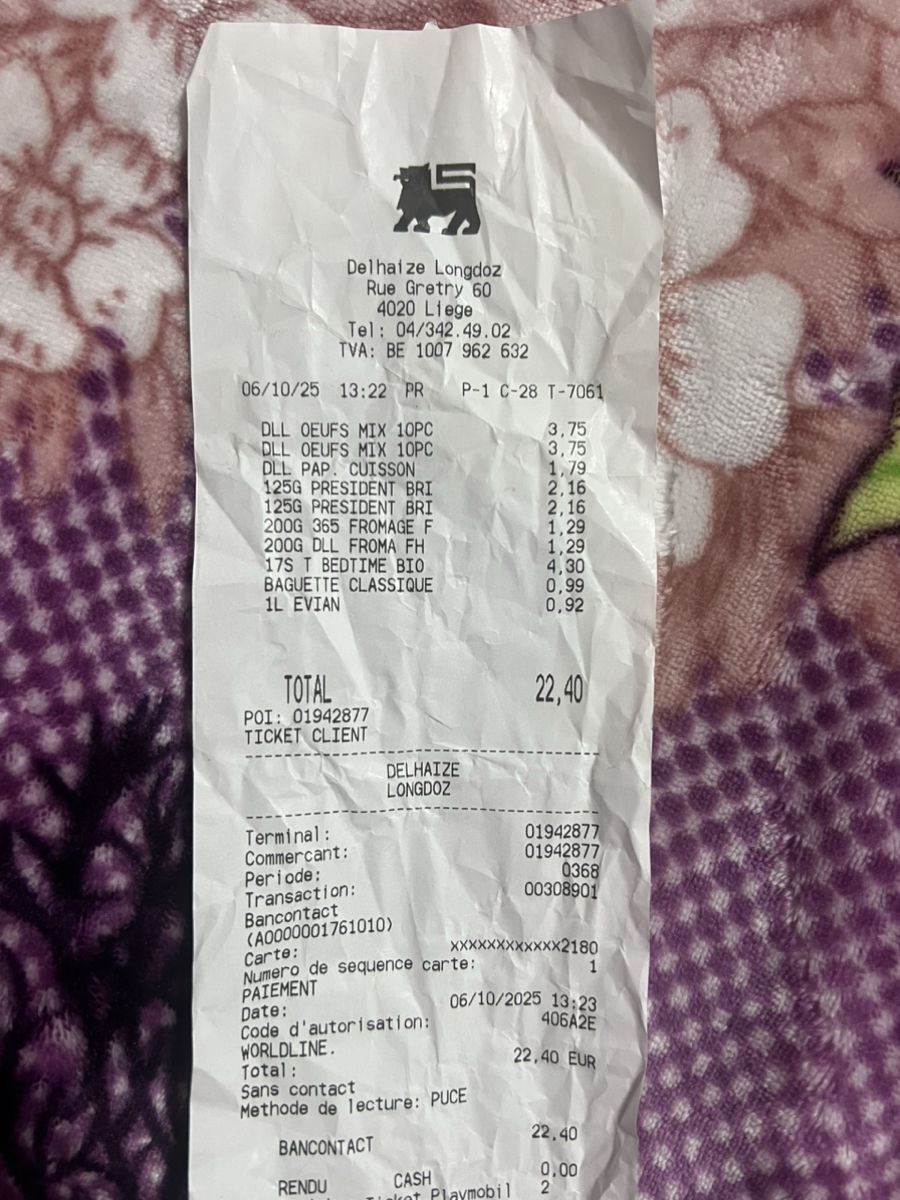 Delhaize Longdoz
Rue Gretry 60
4020 Liege
Tel: 04/342.49.02
TVA: BE 1007 962 632
06/10/25 13:22 PR P-1 C-28 T-7061
DLL OEUFS MIX 10PC 3,75
DLL OEUFS MIX 10PC 3,75
DLL PAP. CUISSON 1,79
125G PRESIDENT BRI 2,16
125G PRESIDENT BRI 2,16
200G 365 FROMAGE F 1,29
200G DLL FROMA FH 1,29
17S T BEDTIME BIO 4,30
BAGUETTE CLASSIQUE 0,99
1L EVIAN 0,92
TOTAL 22,40
POI: 01942877
TICKET CLIENT
DELHAIZE
LONGDOZ
Terminal: 01942877
Commercant: 01942877
Periode: 0368
Transaction: 00308901
Bancontact
(A0000001761010)
Carte: xxxxxxxxxxxxx2180
Numero de sequence carte: 1
PAIEMENT
Date: 06/10/2025 13:23
Code d'autorisation: 406A2E
WORLDLINE.
Total: 22,40 EUR
Sans contact
Methode de lecture: PUCE
BANCONTACT 22,40
RENDU CASH 0,00
Ticket Playmobil 2